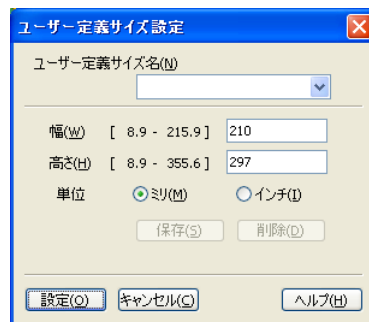 ユーザー定義サイズ設定
ユーザー定義サイズ名(N)
幅(W) [ 8.9 - 215.9 ] 210
高さ(H) [ 8.9 - 355.6 ] 297
単位 ミリ(M) インチ(I)
保存(S) 削除(D)
設定(O) キャンセル(C) ヘルプ(H)